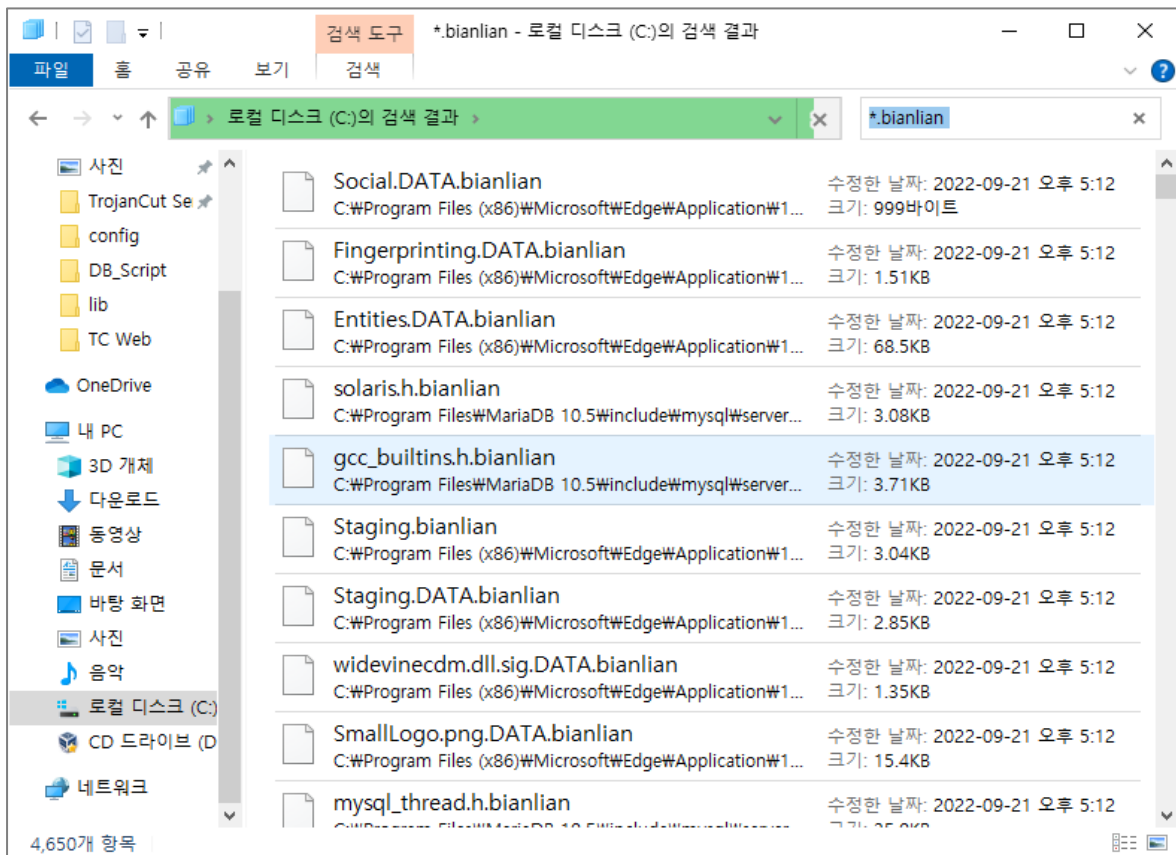 검색 도구
*.bianlian - 로컬 디스크 (C:)의 검색 결과
파일
홈
공유
보기
검색
로컬 디스크 (C:)의 검색 결과
*.bianlian
사진
TrojanCut Se
config
DB_Script
lib
TC Web
OneDrive
내 PC
3D 개체
다운로드
동영상
문서
바탕 화면
사진
음악
로컬 디스크 (C:)
CD 드라이브 (D
네트워크
Social.DATA.bianlian
수정한 날짜: 2022-09-21 오후 5:12
C:₩Program Files (x86)₩Microsoft₩Edge₩Application₩1...
크기: 999바이트
Fingerprinting.DATA.bianlian
수정한 날짜: 2022-09-21 오후 5:12
C:₩Program Files (x86)₩Microsoft₩Edge₩Application₩1...
크기: 1.51KB
Entities.DATA.bianlian
수정한 날짜: 2022-09-21 오후 5:12
C:₩Program Files (x86)₩Microsoft₩Edge₩Application₩1...
크기: 68.5KB
solaris.h.bianlian
수정한 날짜: 2022-09-21 오후 5:12
C:₩Program Files₩MariaDB 10.5₩include₩mysql₩server...
크기: 3.08KB
gcc_builtins.h.bianlian
수정한 날짜: 2022-09-21 오후 5:12
C:₩Program Files₩MariaDB 10.5₩include₩mysql₩server...
크기: 3.71KB
Staging.bianlian
수정한 날짜: 2022-09-21 오후 5:12
C:₩Program Files (x86)₩Microsoft₩Edge₩Application₩1...
크기: 3.04KB
Staging.DATA.bianlian
수정한 날짜: 2022-09-21 오후 5:12
C:₩Program Files (x86)₩Microsoft₩Edge₩Application₩1...
크기: 2.85KB
widevinecdm.dll.sig.DATA.bianlian
수정한 날짜: 2022-09-21 오후 5:12
C:₩Program Files (x86)₩Microsoft₩Edge₩Application₩1...
크기: 1.35KB
SmallLogo.png.DATA.bianlian
수정한 날짜: 2022-09-21 오후 5:12
C:₩Program Files (x86)₩Microsoft₩Edge₩Application₩1...
크기: 15.4KB
mysql_thread.h.bianlian
수정한 날짜: 2022-09-21 오후 5:12
4,650개 항목